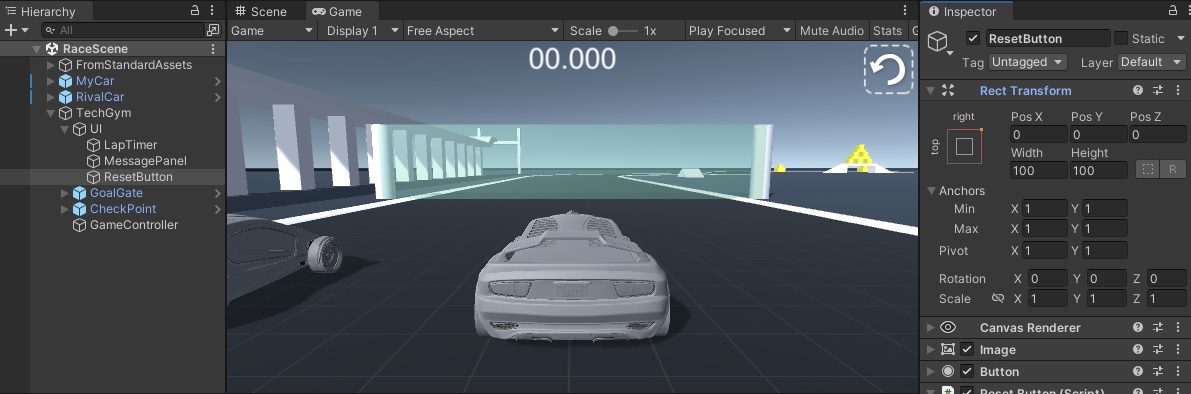 Hierarchy
All
RaceScene
FromStandardAssets
MyCar
RivalCar
TechGym
UI
LapTimer
MessagePanel
ResetButton
GoalGate
CheckPoint
GameController
Scene
Game
Game
Display 1
Free Aspect
Scale
1x
Play Focused
Mute Audio
Stats
G
00.000
Inspector
ResetButton
Static
Tag
Untagged
Layer
Default
Rect Transform
right
top
Pos X
Pos Y
Pos Z
0
0
0
Width
Height
100
100
R
Anchors
Min
X 1
Y 1
Max
X 1
Y 1
Pivot
X 1
Y 1
Rotation
X 0
Y 0
Z 0
Scale
X 1
Y 1
Z 1
Canvas Renderer
Image
Button
Reset Button (Script)